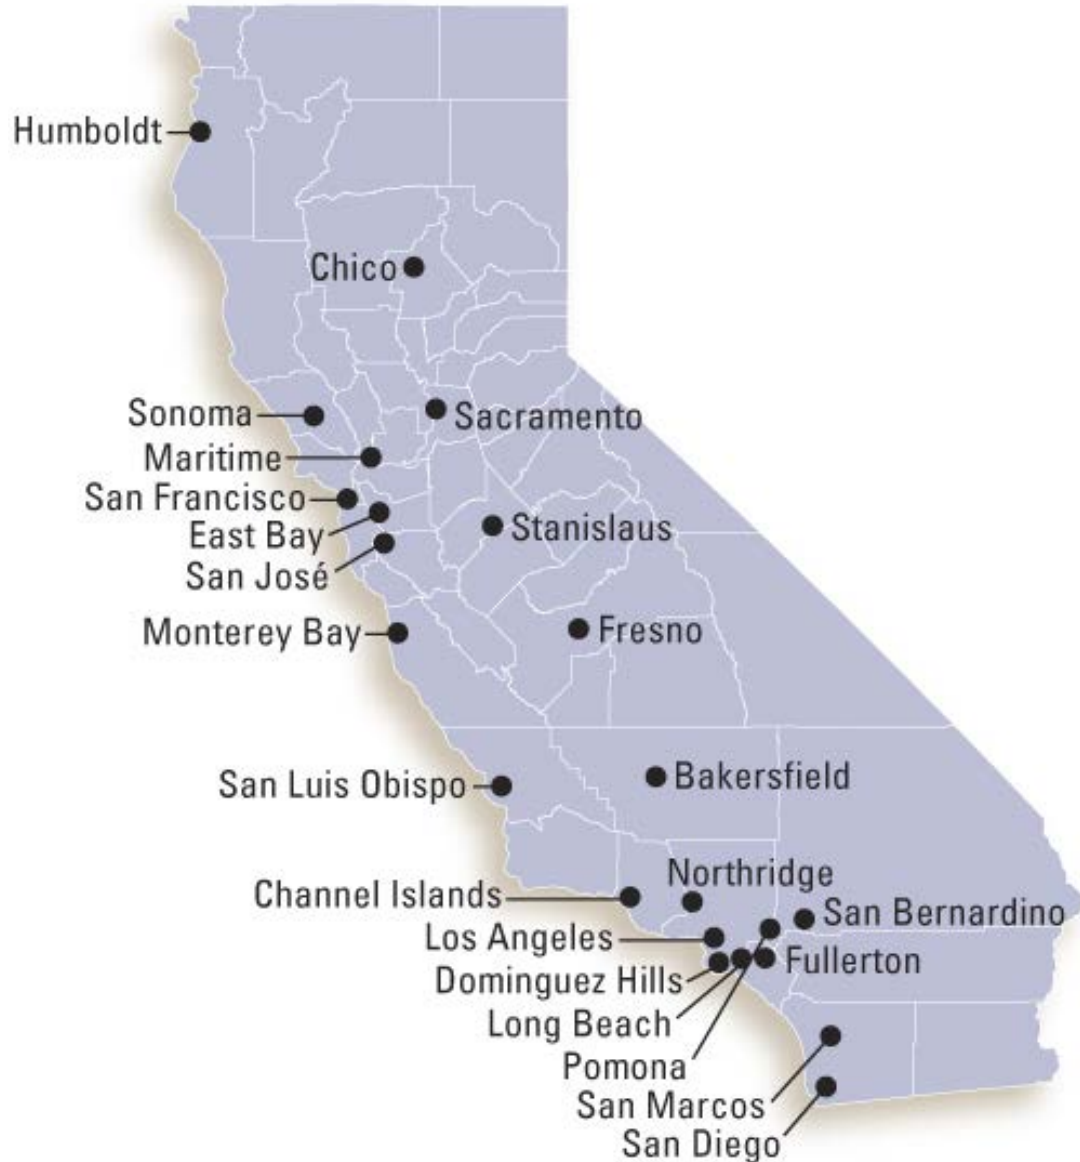 Humboldt
Chico
Sonoma
Sacramento
Maritime
San Francisco
East Bay
Stanislaus
San José
Monterey Bay
Fresno
San Luis Obispo
Bakersfield
Northridge
Channel Islands
San Bernardino
Los Angeles
Fullerton
Dominguez Hills
Long Beach
Pomona
San Marcos
San Diego